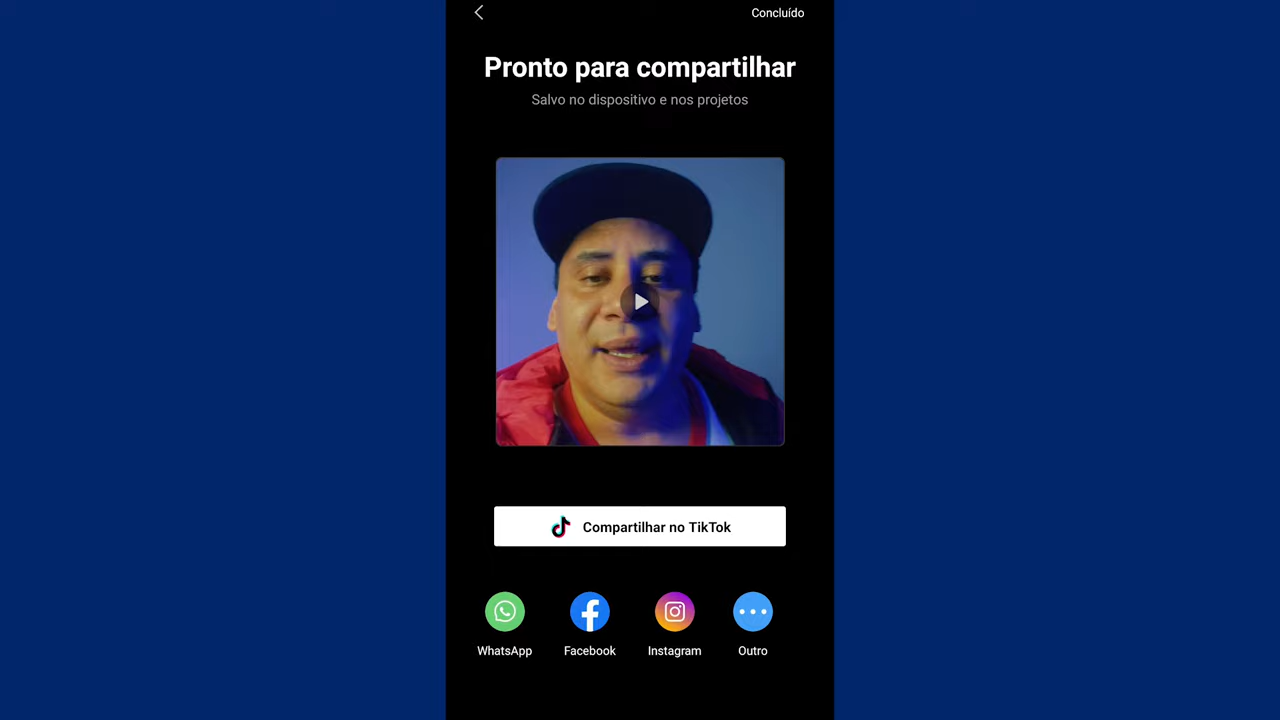 Concluído
Pronto para compartilhar
Salvo no dispositivo e nos projetos
Compartilhar no TikTok
WhatsApp
Facebook
Instagram
Outro